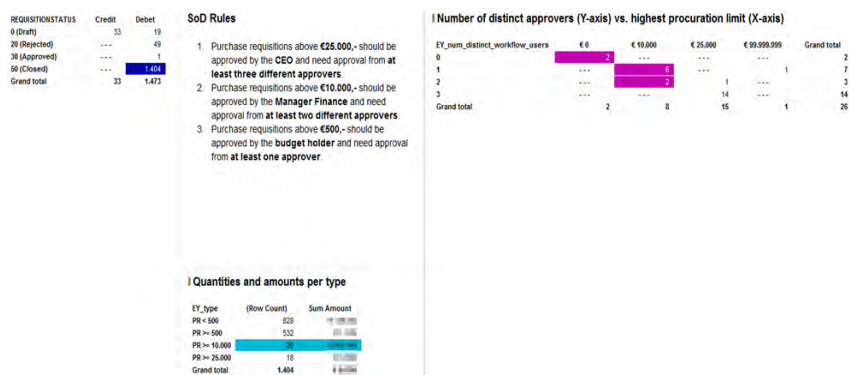 REQUISITIONSTATUS Credit Debet
0 (Draft) 33 19
20 (Rejected) --- 49
30 (Approved) --- 1
60 (Closed) --- 1.404
Grand total 33 1.473
SoD Rules
1. Purchase requisitions above €25.000,- should be
approved by the CEO and need approval from at
least three different approvers.
2. Purchase requisitions above €10.000,- should be
approved by the Manager Finance and need
approval from at least two different approvers.
3. Purchase requisitions above €500,- should be
approved by the budget holder and need approval
from at least one approver.
Number of distinct approvers (Y-axis) vs. highest procuration limit (X-axis)
EY_num_distinct_workflow_users € 0 € 10.000 € 25.000 € 99.999.999 Grand total
0 2 --- --- --- 2
1 --- 6 --- 1 7
2 --- 2 1 --- 3
3 --- --- 14 --- 14
Grand total 2 8 15 1 26
Quantities and amounts per type
EY_type (Row Count) Sum Amount
PR < 500 828
PR >= 500 532
PR >= 10.000 26
PR >= 25.000 18
Grand total 1.404